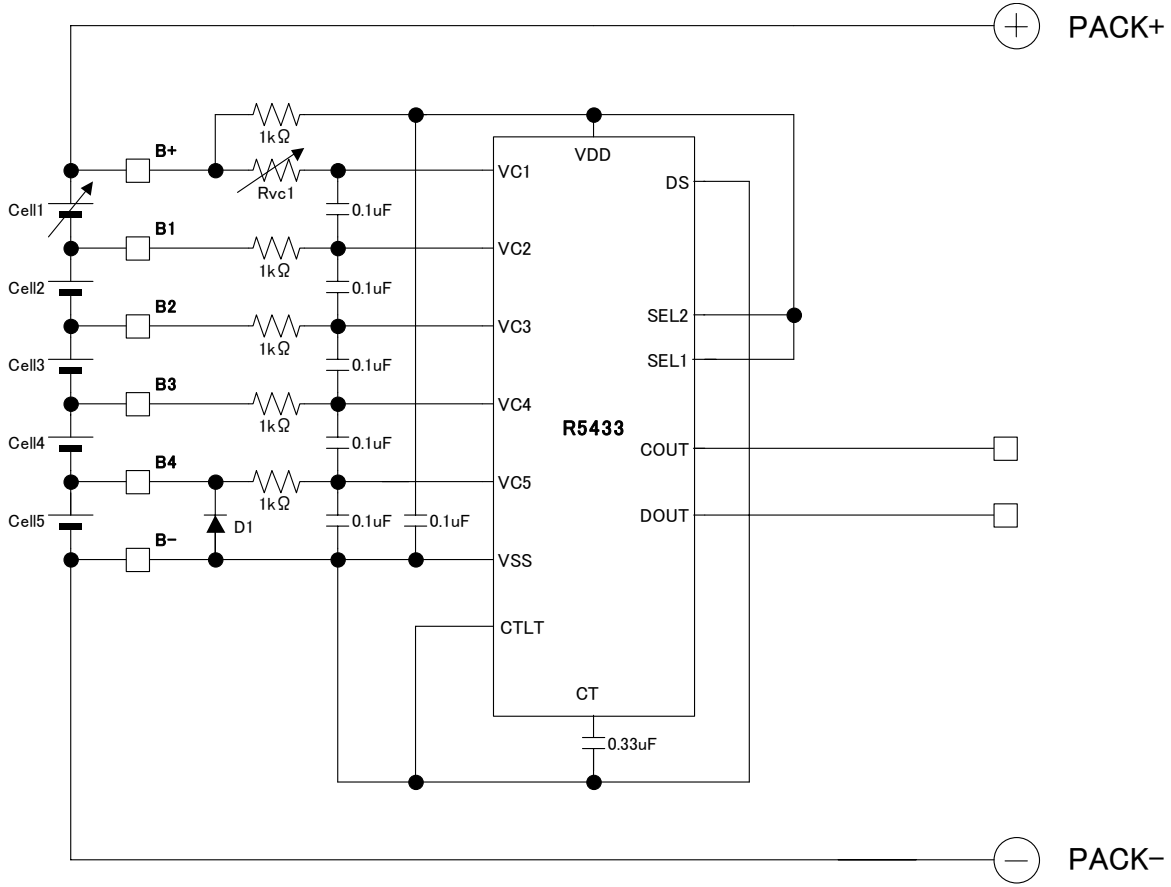 PACK+
1kΩ
VDD
B+
VC1
Rvc1
DS
Cell1
0.1uF
B1
VC2
1kΩ
Cell2
0.1uF
B2
VC3
SEL2
1kΩ
Cell3
0.1uF
SEL1
B3
VC4
1kΩ
R5433
Cell4
0.1uF
COUT
B4
VC5
1kΩ
Cell5
D1
0.1uF
0.1uF
DOUT
B-
VSS
CTLT
CT
0.33uF
PACK-